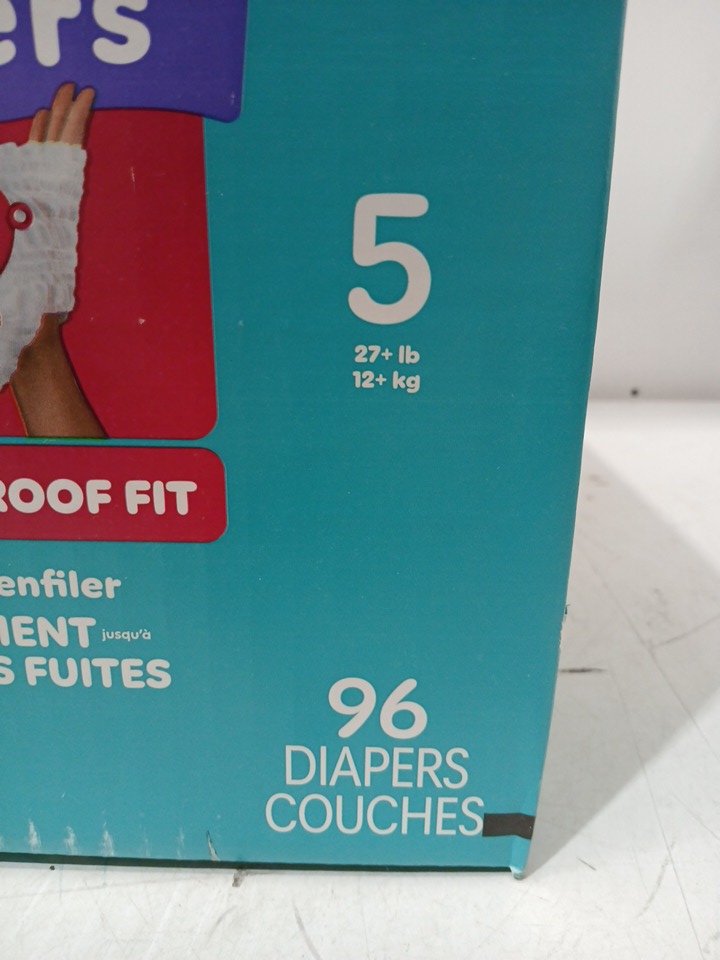 ers
5
27+ lb
12+ kg
ROOF FIT
enfiler
MENT jusqu'à
S FUITES
96
DIAPERS
COUCHES